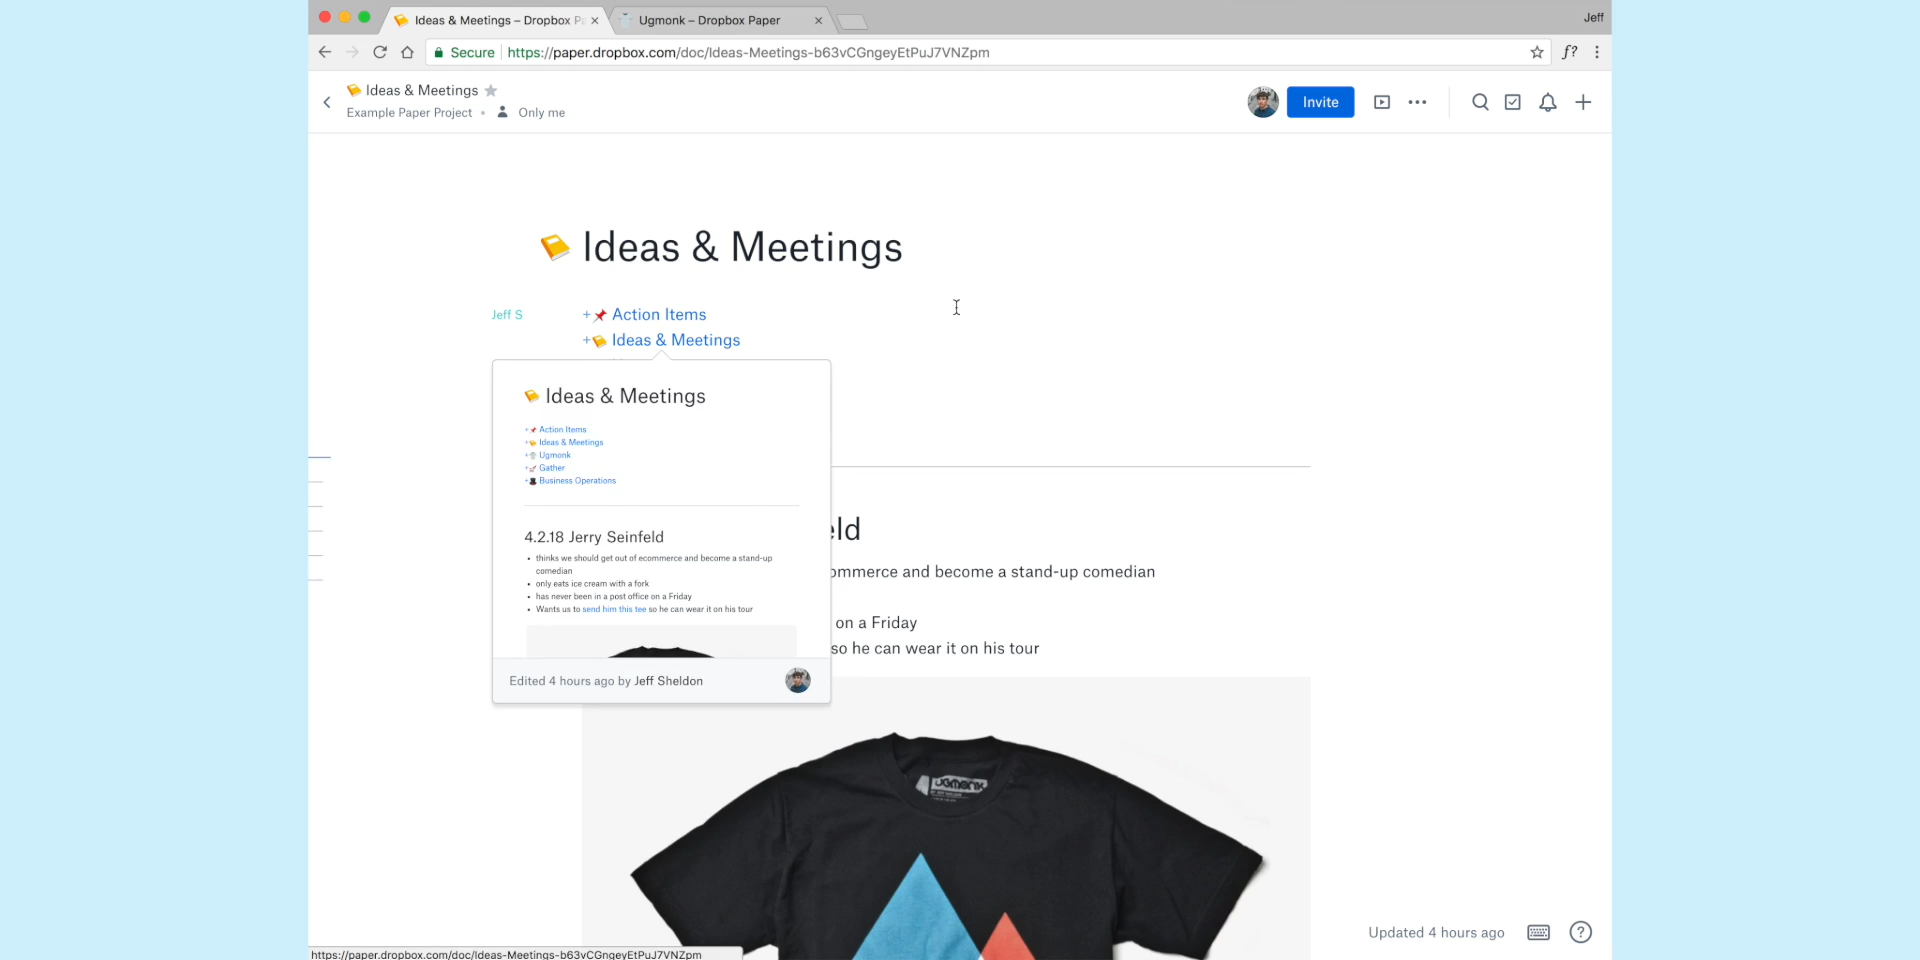 Ideas & Meetings – Dropbox Pa
Ugmonk – Dropbox Paper
Jeff
Secure
https://paper.dropbox.com/doc/Ideas-Meetings-b63vCGngeyEtPuJ7VNZpm
f?
Ideas & Meetings
Example Paper Project • Only me
Invite
Ideas & Meetings
Jeff S
+ Action Items
+ Ideas & Meetings
Ideas & Meetings
+ Action Items
+ Ideas & Meetings
+ Ugmonk
+ Gather
+ Business Operations
4.2.18 Jerry Seinfeld
• thinks we should get out of ecommerce and become a stand-up
comedian
• only eats ice cream with a fork
• has never been in a post office on a Friday
• Wants us to send him this tee so he can wear it on his tour
Edited 4 hours ago by Jeff Sheldon
eld
ommerce and become a stand-up comedian
on a Friday
so he can wear it on his tour
UGMONK
Updated 4 hours ago
?
https://paper.dropbox.com/doc/Ideas-Meetings-b63vCGngeyEtPuJ7VNZpm